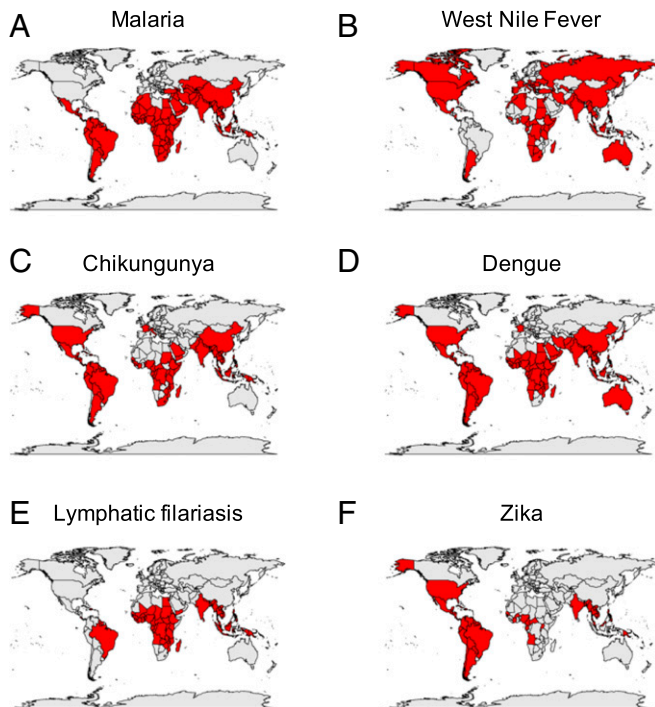 A Malaria
B West Nile Fever
C Chikungunya
D Dengue
E Lymphatic filariasis
F Zika